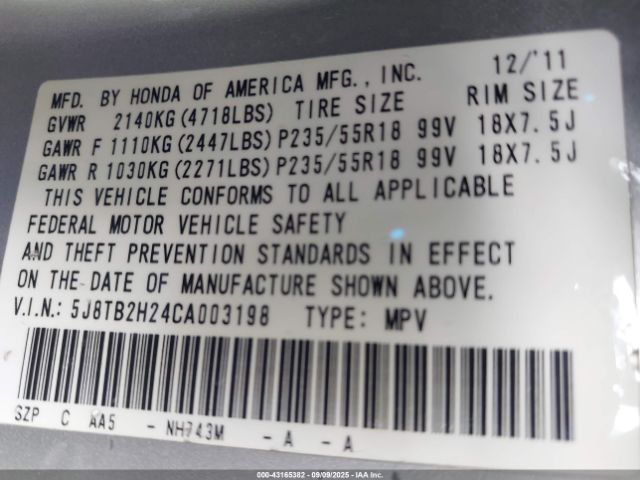 MFD. BY HONDA OF AMERICA MFG., INC. 12/'11
GVWR 2140KG(4718LBS) TIRE SIZE RIM SIZE
GAWR F 1110KG(2447LBS)P235/55R18 99V 18X7.5J
GAWR R 1030KG(2271LBS)P235/55R18 99V 18X7.5J
THIS VEHICLE CONFORMS TO ALL APPLICABLE
FEDERAL MOTOR VEHICLE SAFETY
AND THEFT PREVENTION STANDARDS IN EFFECT
ON THE DATE OF MANUFACTURE SHOWN ABOVE.
V.I.N.: 5J8TB2H24CA003198 TYPE: MPV
SZP C AA5 - NH743M - A - A
000-43165382 - 09/09/2025 - IAA Inc.